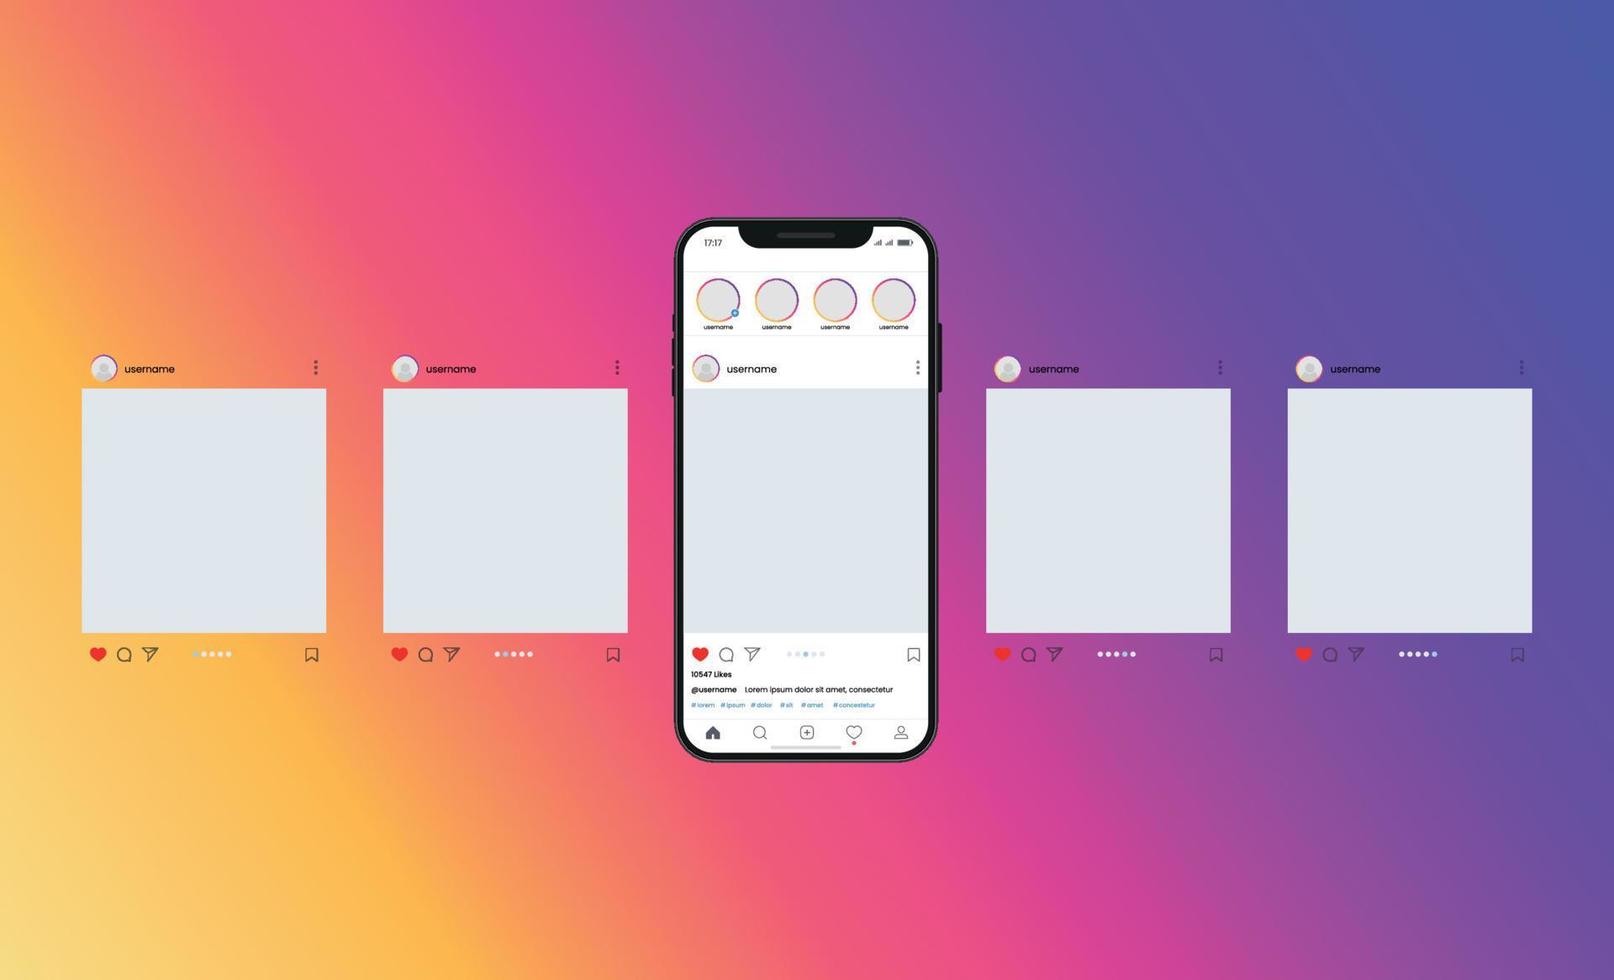 17:17
username username username username
username
username
username
username
username
10547 Likes
@username Lorem ipsum dolor sit amet, consectetur
#lorem #ipsum #dolor #sit #amet #concestetur